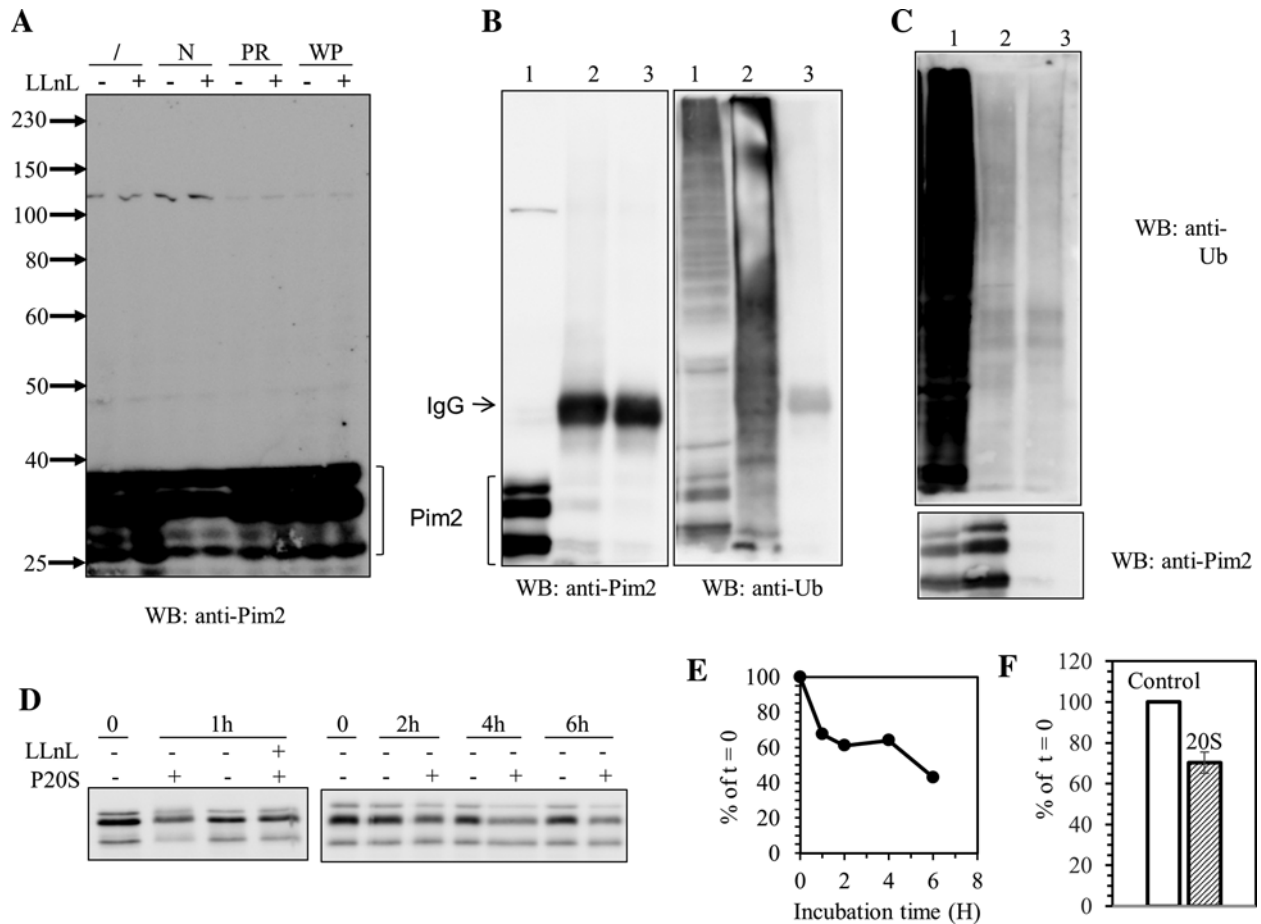 A
/ N PR WP
LLnL - + - + - + - +
230
150
100
80
60
50
40
25
WB: anti-Pim2
B
1 2 3 1 2 3
IgG
Pim2
WB: anti-Pim2 WB: anti-Ub
C
1 2 3
WB: anti-
Ub
WB: anti-Pim2
D
0 1h 0 2h 4h 6h
LLnL - - - + - - - - - - -
P20S - + - + - - + - + - +
E
% of t = 0
100
80
60
40
20
0
0 2 4 6 8
Incubation time (H)
F
% of t = 0
120
100
80
60
40
20
0
Control
20S